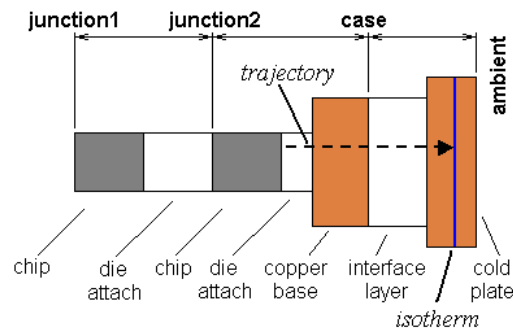 junction1 junction2 case
ambient
trajectory
chip die attach chip die attach copper base interface layer cold plate
isotherm